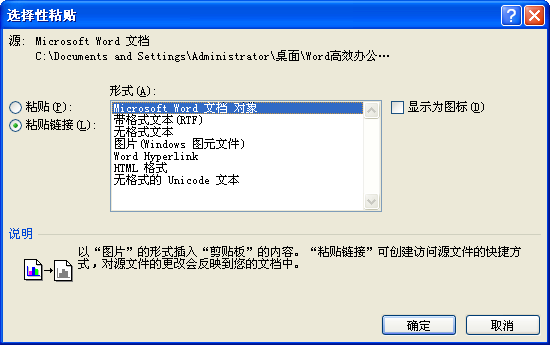 选择性粘贴
源: Microsoft Word 文档
C:\Documents and Settings\Administrator\桌面\Word高效办公…
形式(A):
粘贴(P):
粘贴链接(L):
Microsoft Word 文档 对象
带格式文本(RTF)
无格式文本
图片(Windows 图元文件)
Word Hyperlink
HTML 格式
无格式的 Unicode 文本
显示为图标(D)
说明
以“图片”的形式插入“剪贴板”的内容。“粘贴链接”可创建访问源文件的快捷方
式，对源文件的更改会反映到您的文档中。
确定
取消